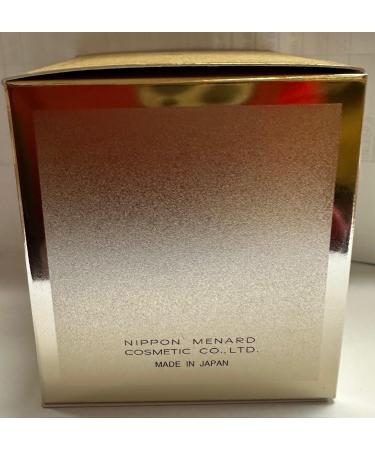 NIPPON MENARD
COSMETIC CO., LTD.
MADE IN JAPAN